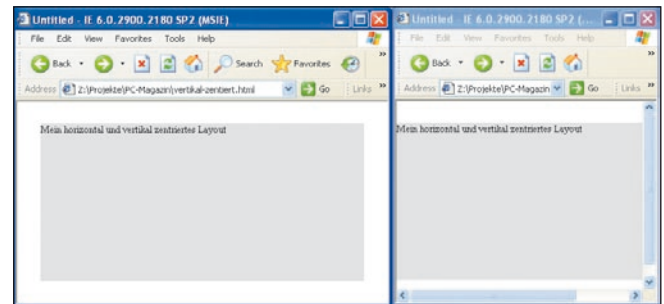 Untitled - IE 6.0.2900.2180 SP2 (MSIE)
File Edit View Favorites Tools Help
Back Search Favorites
Address Z:\Projekte\PC-Magazin\vertikal-zentiert.html Go Links
Mein horizontal und vertikal zentriertes Layout
Untitled - IE 6.0.2900.2180 SP2 (...
File Edit View Favorites Tools Help
Back
Address Z:\Projekte\PC-Magazin Go Links
Mein horizontal und vertikal zentriertes Layout